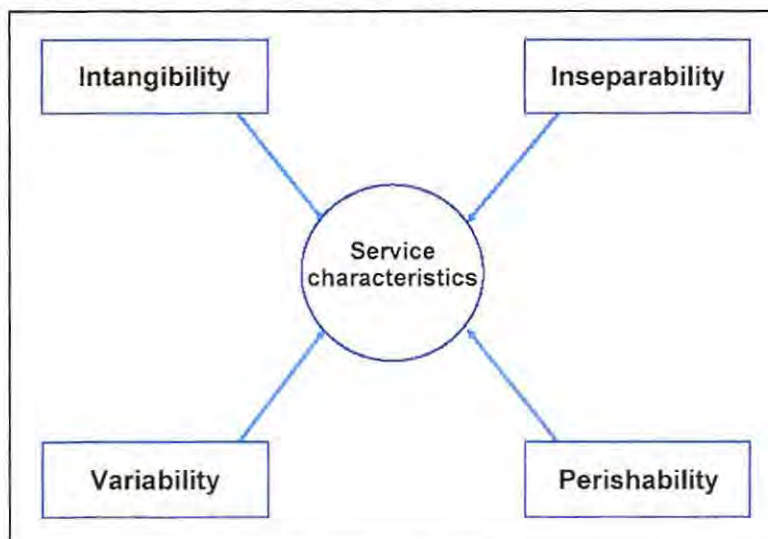 Intangibility
Inseparability
Service
characteristics
Variability
Perishability